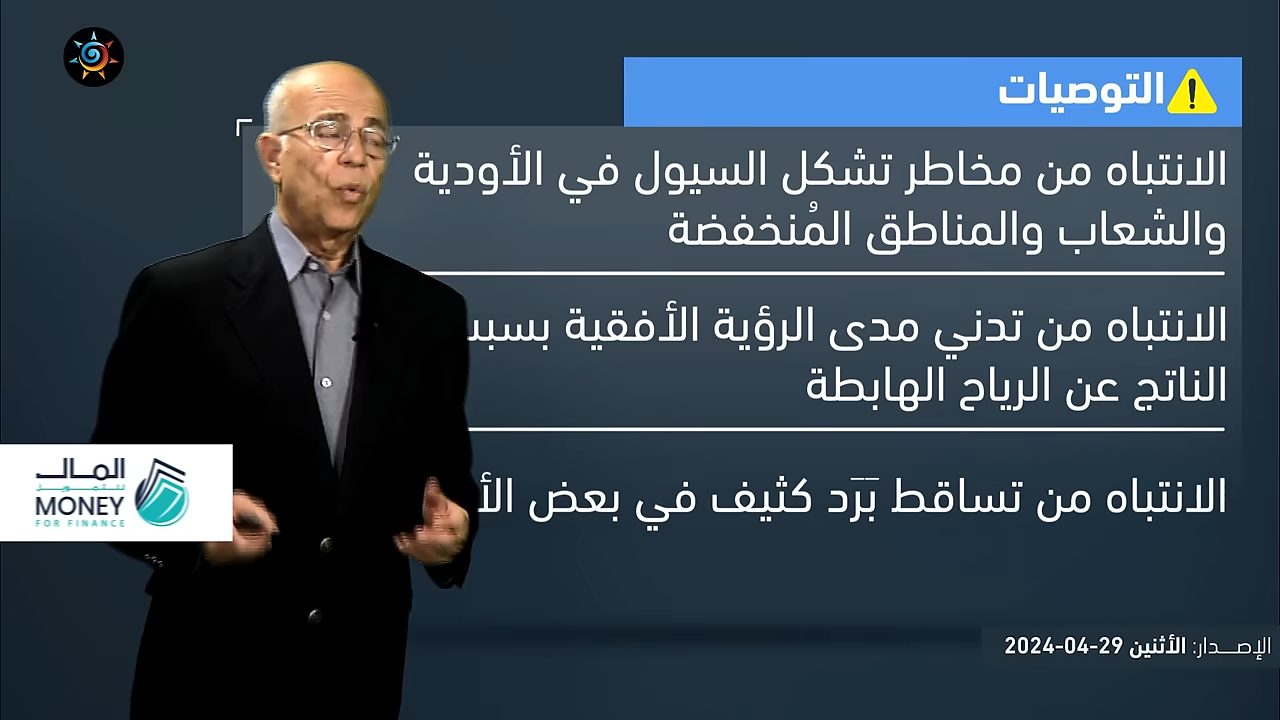 التوصيات
الانتباه من مخاطر تشكل السيول في الأودية
والشعاب والمناطق المُنخفضة
الانتباه من تدني مدى الرؤية الأفقية
الناتج عن الرياح الهابطة
الانتباه من تساقط بَرَد كثيف في بعض
المال
للتمويل
MONEY
FOR FINANCE
الإصـــدار: الأثنين 29-04-2024